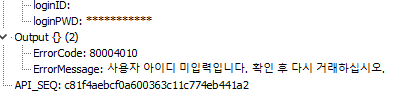 loginID:
loginPWD: ***********
Output {} (2)
ErrorCode: 80004010
ErrorMessage: 사용자 아이디 미입력입니다. 확인 후 다시 거래하십시오.
API_SEQ: c81f4aebcf0a600363c11c774eb441a2